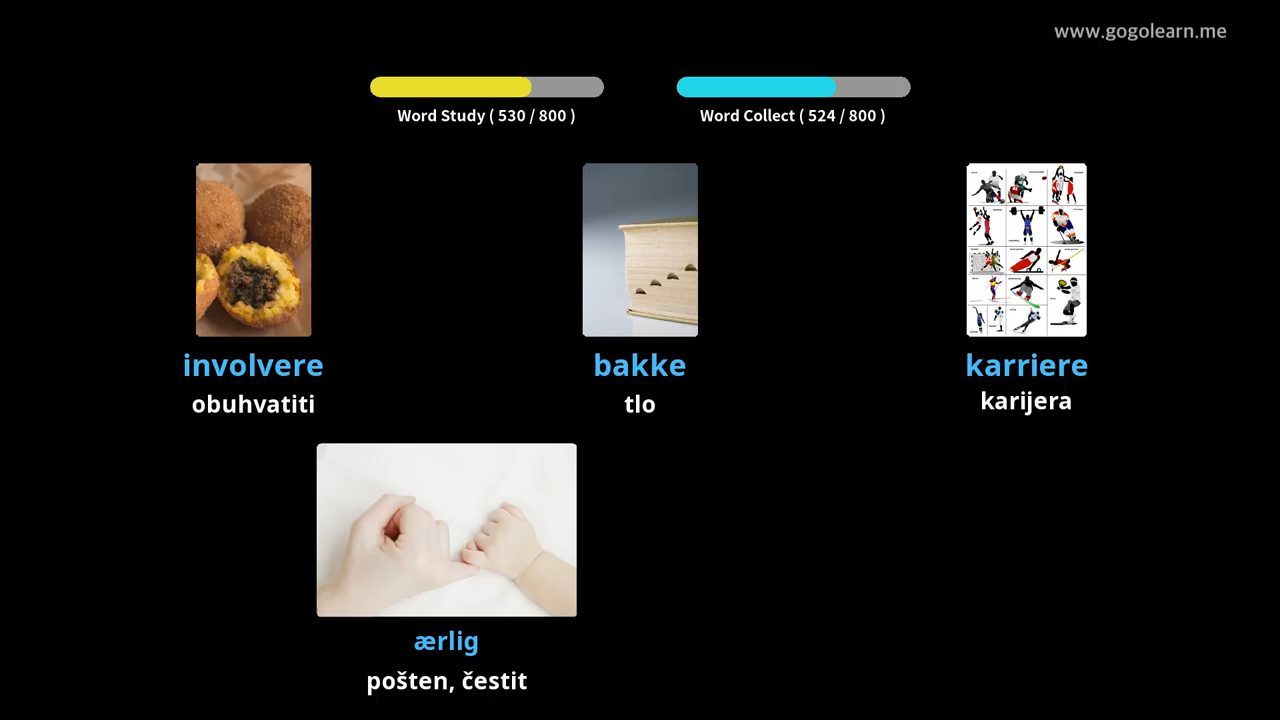 www.gogolearn.me
Word Study ( 530 / 800 )
Word Collect ( 524 / 800 )
involvere
bakke
karriere
obuhvatiti
tlo
karijera
ærlig
pošten, čestit